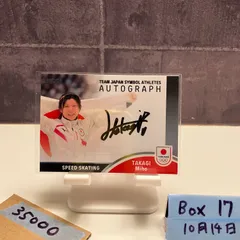 TEAM JAPAN SYMBOL ATHLETES
AUTOGRAPH
SPEED SKATING
TAKAGI
Miho
35000
Box 17
10月14日